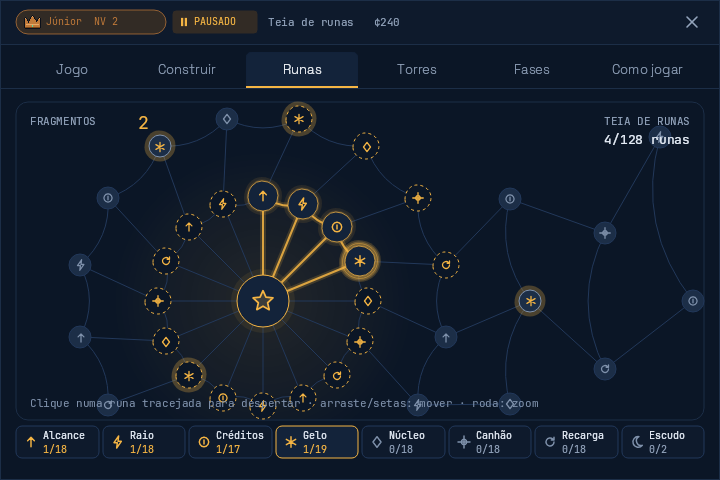 Júnior NV 2 PAUSADO Teia de runas $240
Jogo Construir Runas Torres Fases Como jogar
FRAGMENTOS 2
TEIA DE RUNAS
4/128 runas
Clique numa runa tracejada para despertar · arraste/setas: mover · roda: zoom
Alcance Raio Créditos Gelo Núcleo Canhão Recarga Escudo
1/18 1/18 1/17 1/19 0/18 0/18 0/18 0/2